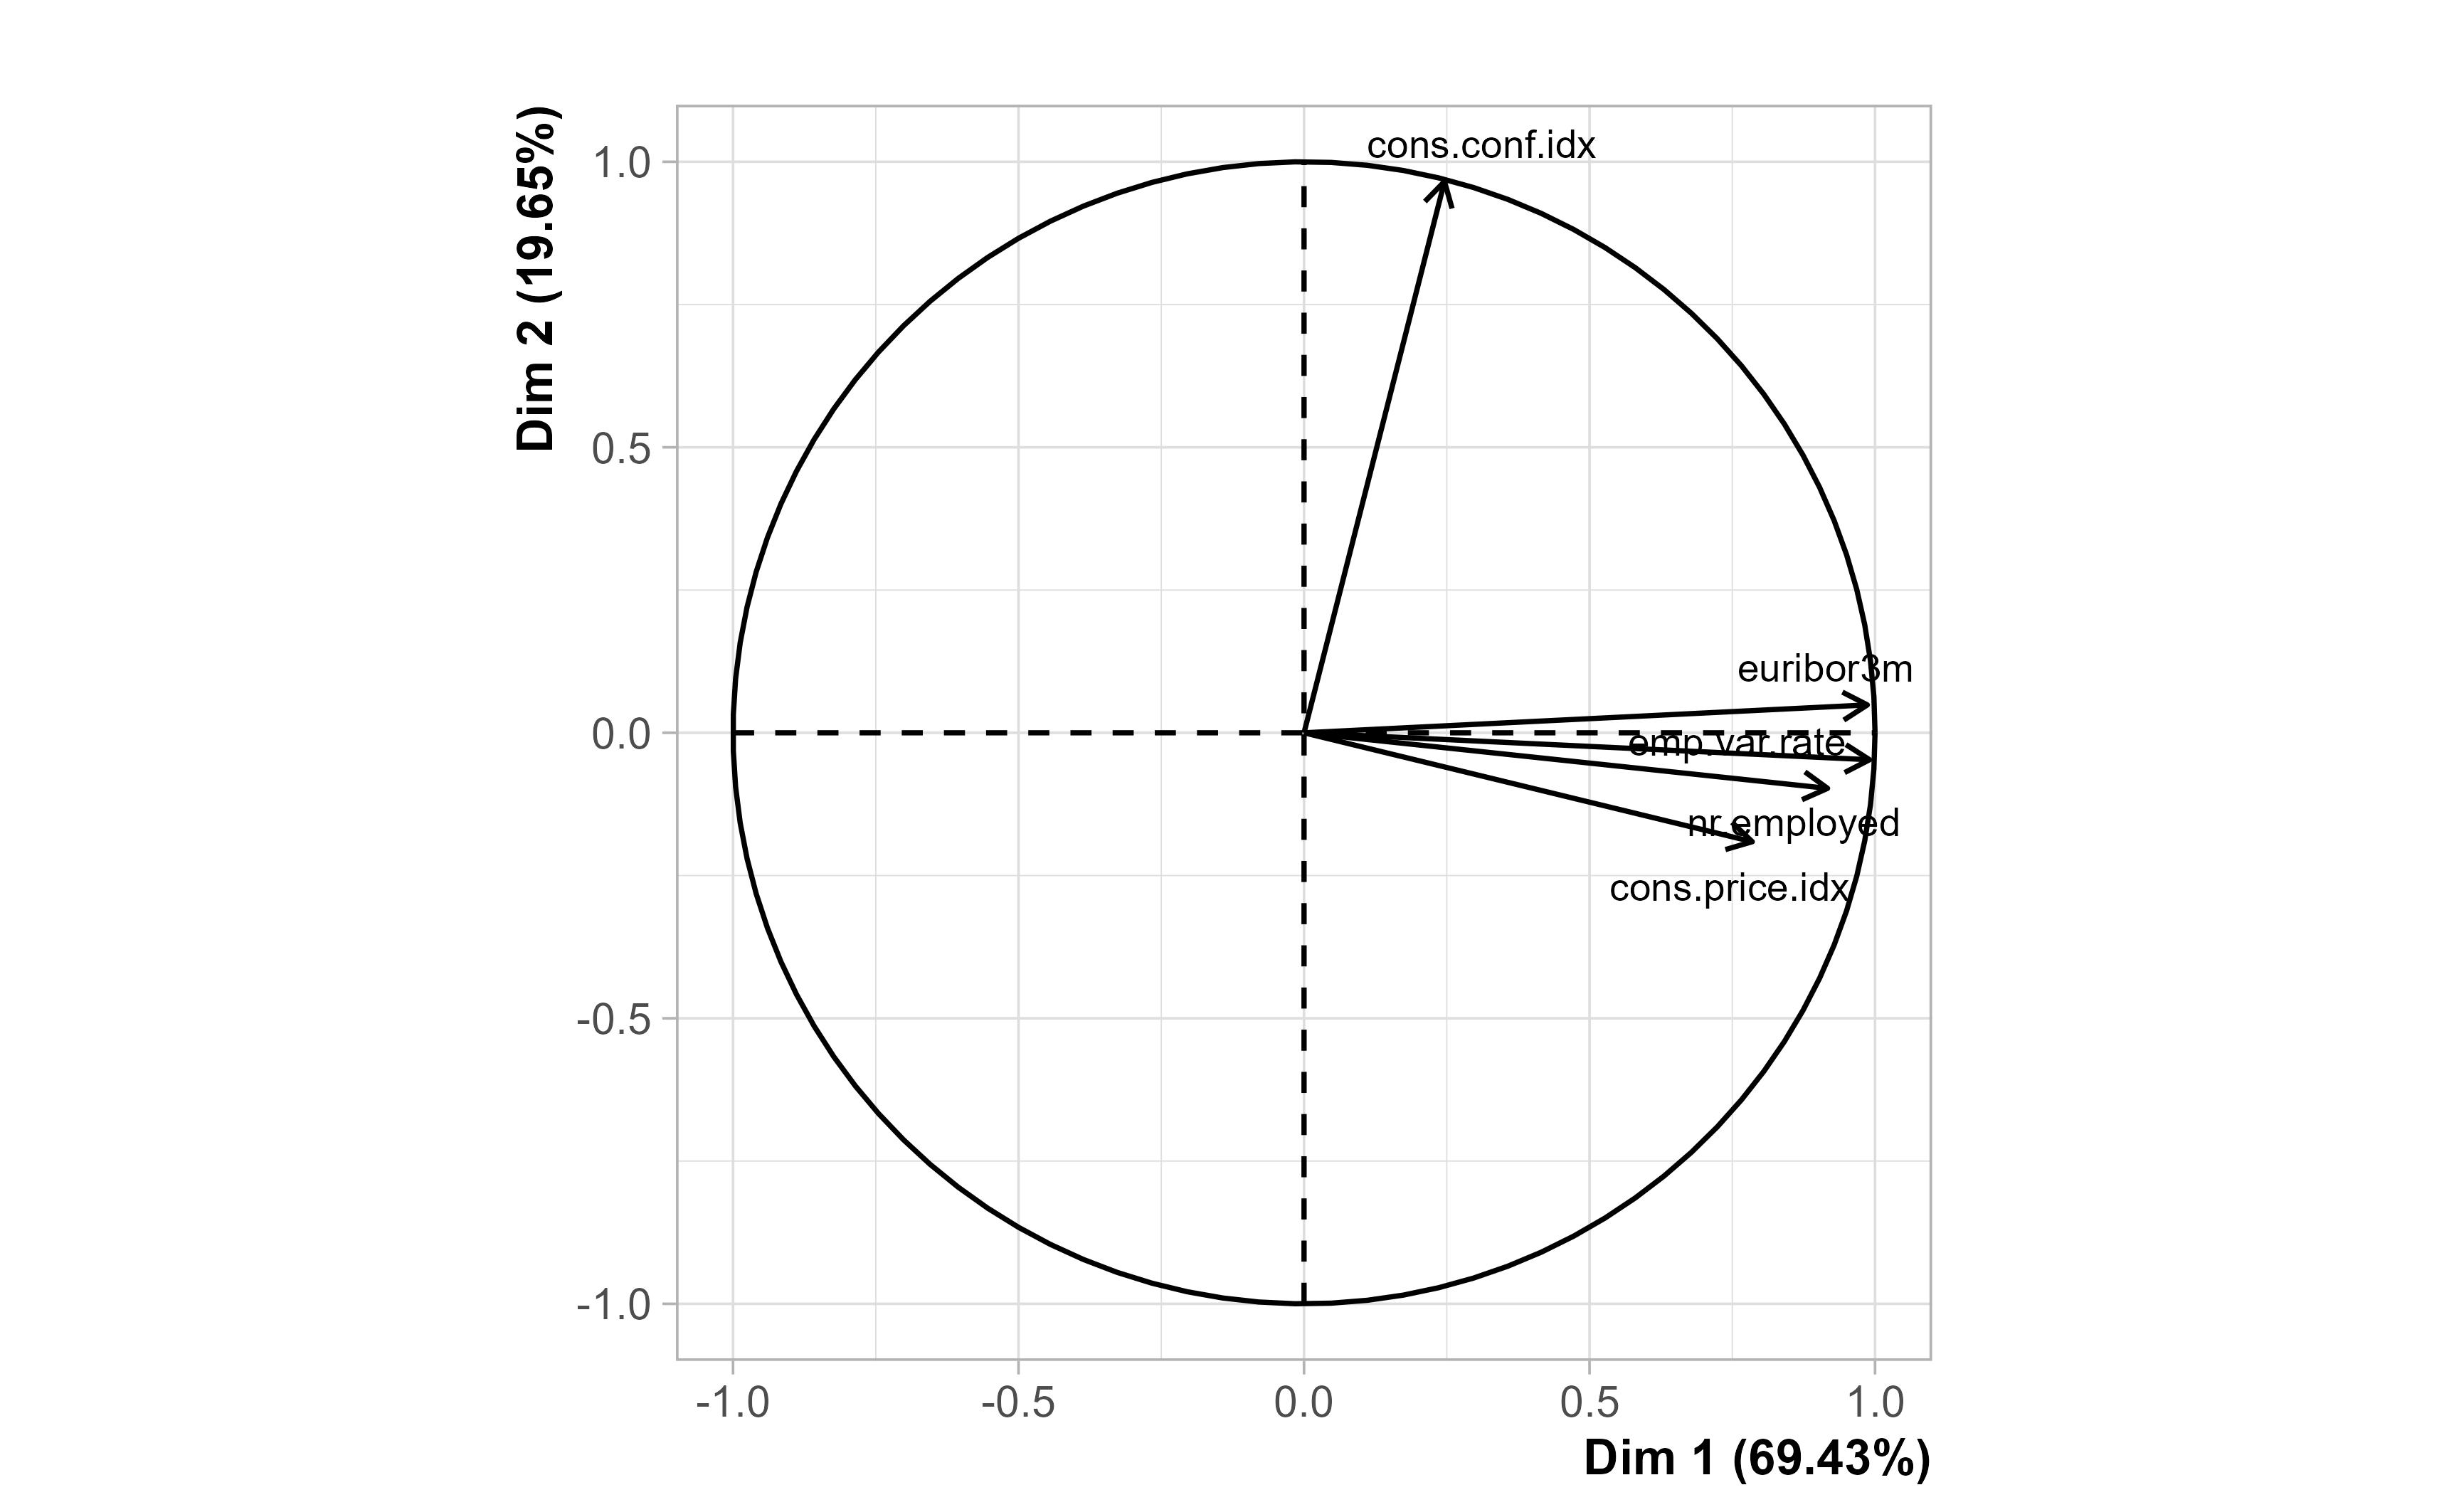 Dim 2 (19.65%)
1.0
0.5
0.0
-0.5
-1.0
cons.conf.idx
euribor3m
emp.var.rate
nr.employed
cons.price.idx
-1.0
-0.5
0.0
0.5
1.0
Dim 1 (69.43%)